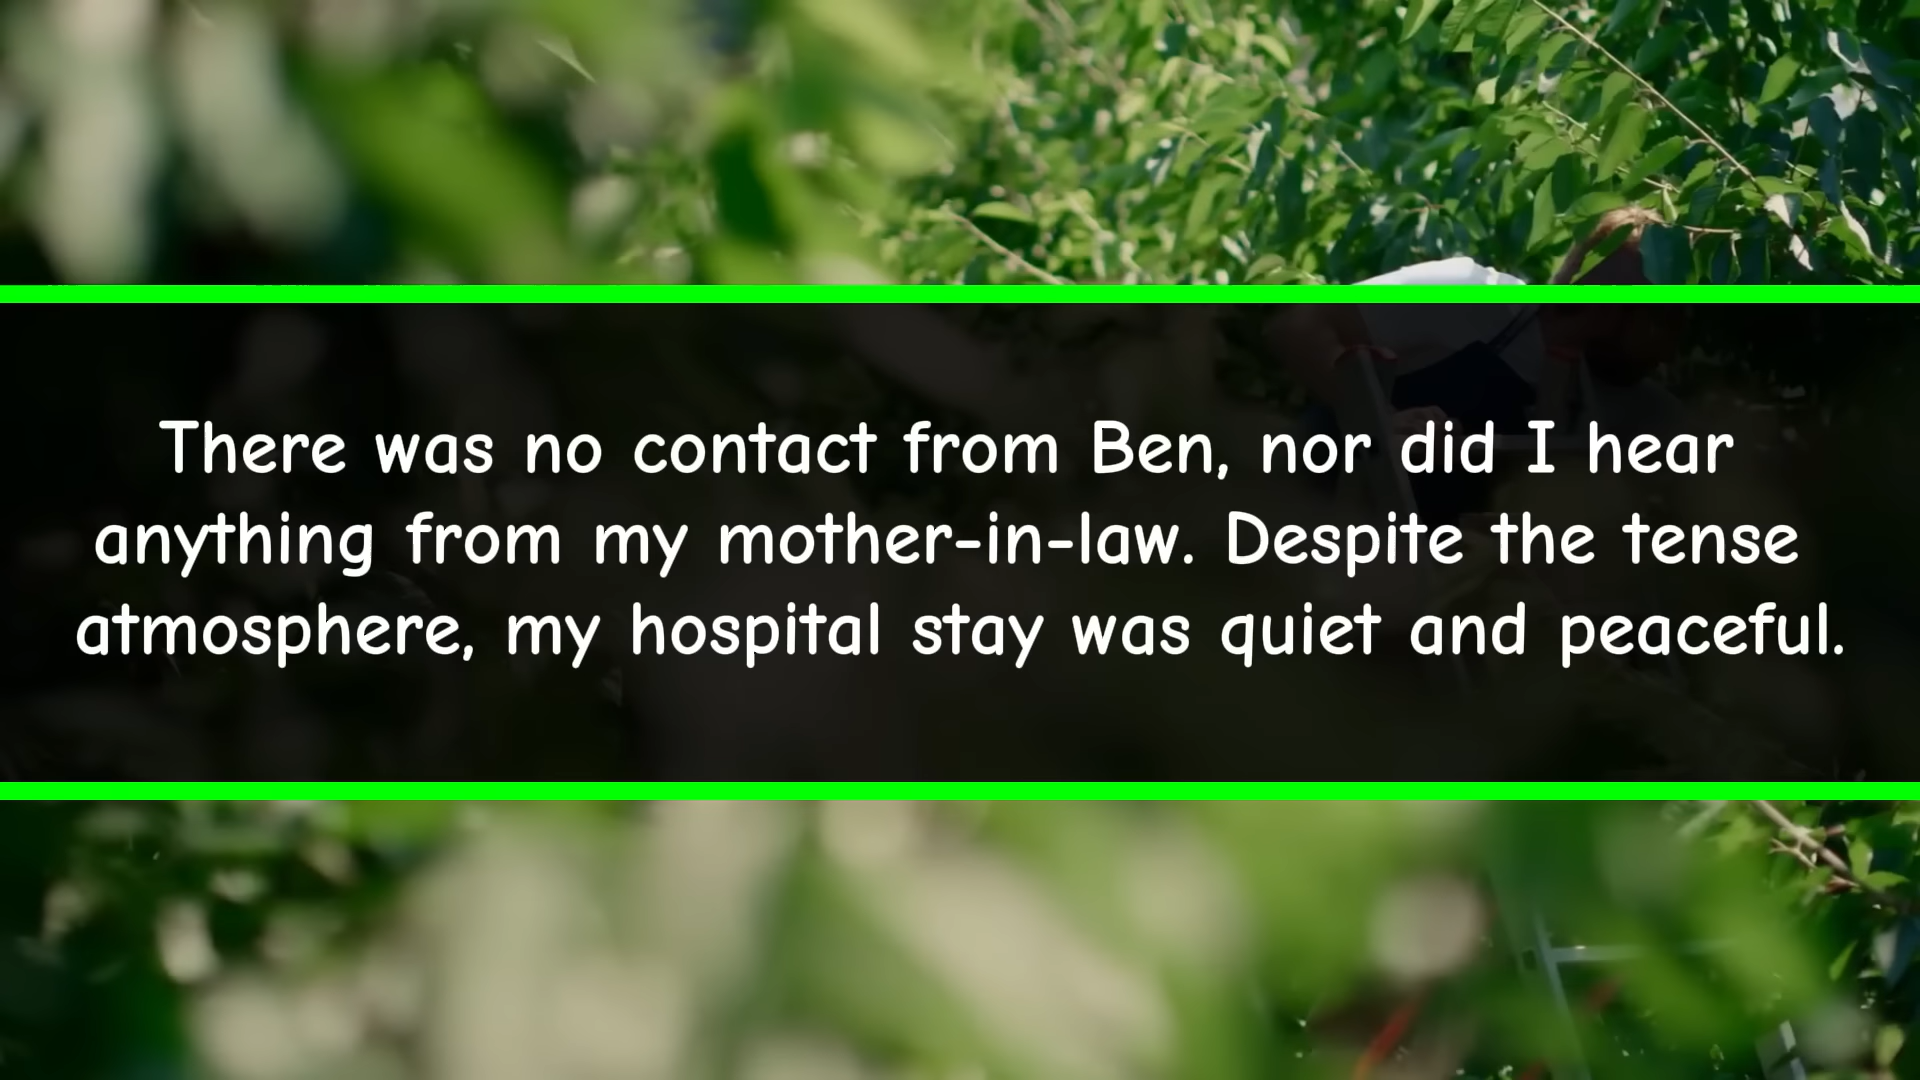 There was no contact from Ben, nor did I hear
anything from my mother-in-law. Despite the tense
atmosphere, my hospital stay was quiet and peaceful.